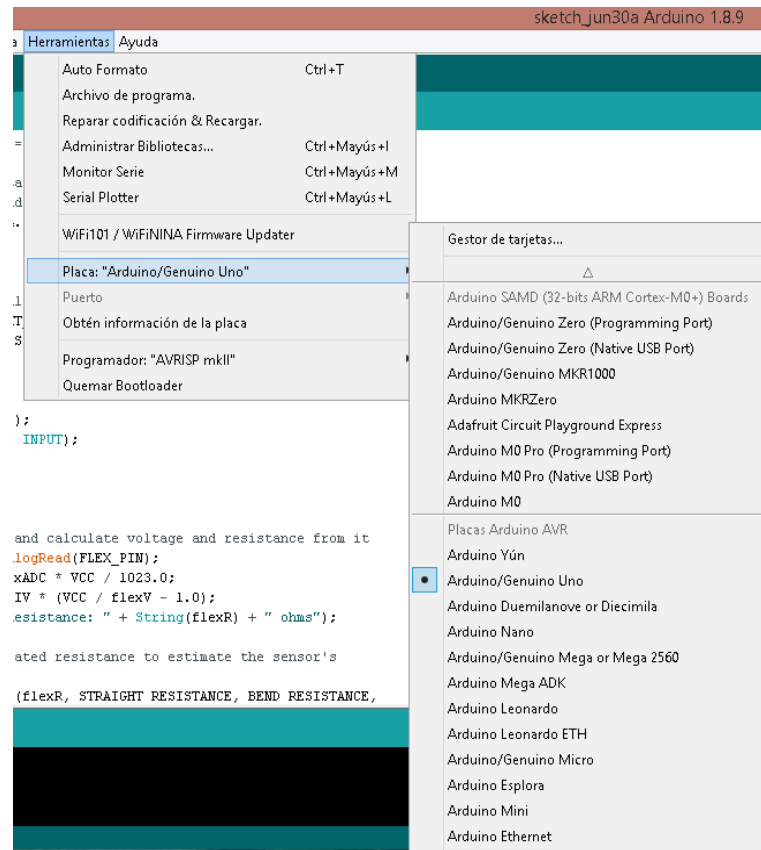 sketch_jun30a Arduino 1.8.9
a Herramientas Ayuda
Auto Formato Ctrl+T
Archivo de programa.
Reparar codificación & Recargar.
Administrar Bibliotecas... Ctrl+Mayús+I
Monitor Serie Ctrl+Mayús+M
Serial Plotter Ctrl+Mayús+L
WiFi101 / WiFiNINA Firmware Updater
Placa: "Arduino/Genuino Uno"
Puerto
Obtén información de la placa
Programador: "AVRISP mkII"
Quemar Bootloader
Gestor de tarjetas...
Arduino SAMD (32-bits ARM Cortex-M0+) Boards
Arduino/Genuino Zero (Programming Port)
Arduino/Genuino Zero (Native USB Port)
Arduino/Genuino MKR1000
Arduino MKRZero
Adafruit Circuit Playground Express
Arduino M0 Pro (Programming Port)
Arduino M0 Pro (Native USB Port)
Arduino M0
Placas Arduino AVR
Arduino Yún
Arduino/Genuino Uno
Arduino Duemilanove or Diecimila
Arduino Nano
Arduino/Genuino Mega or Mega 2560
Arduino Mega ADK
Arduino Leonardo
Arduino Leonardo ETH
Arduino/Genuino Micro
Arduino Esplora
Arduino Mini
Arduino Ethernet
);
INPUT);
and calculate voltage and resistance from it
logRead(FLEX_PIN);
xADC * VCC / 1023.0;
IV * (VCC / flexV - 1.0);
esistance: " + String(flexR) + " ohms");
ated resistance to estimate the sensor's
(flexR, STRAIGHT_RESISTANCE, BEND_RESISTANCE,